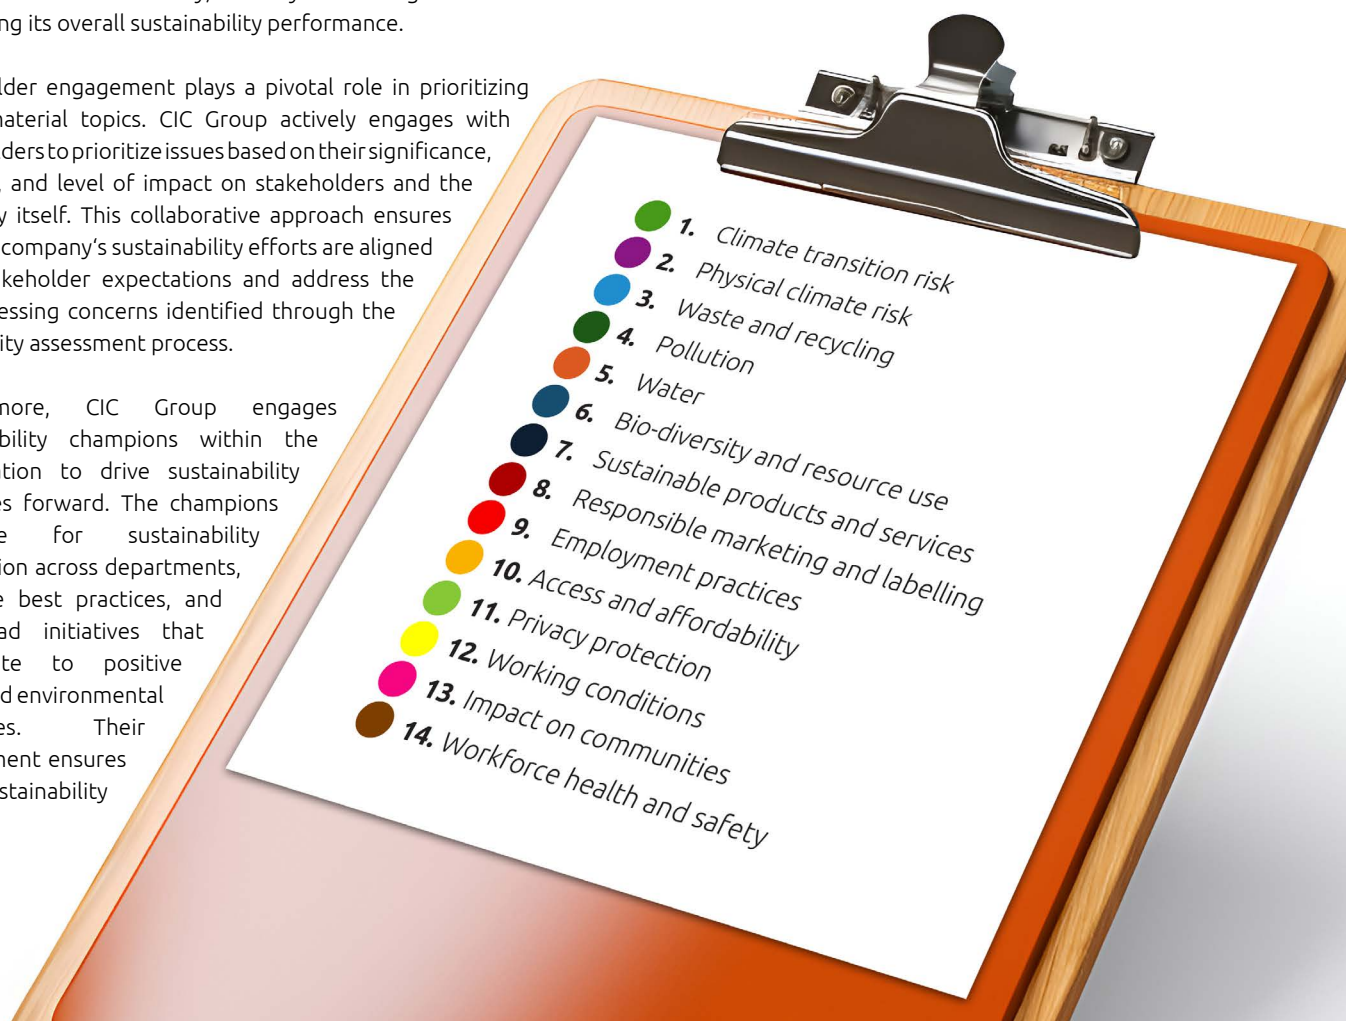 ng its overall sustainability performance.
lder engagement plays a pivotal role in prioritizing
naterial topics. CIC Group actively engages with
lders to prioritize issues based on their significance,
, and level of impact on stakeholders and the
y itself. This collaborative approach ensures
company‘s sustainability efforts are aligned
keholder expectations and address the
essing concerns identified through the
ity assessment process.
more, CIC Group engages
bility champions within the
ation to drive sustainability
es forward. The champions
e for sustainability
ion across departments,
e best practices, and
ad initiatives that
te to positive
d environmental
es. Their
ment ensures
stainability
1. Climate transition risk
2. Physical climate risk
3. Waste and recycling
4. Pollution
5. Water
6. Bio-diversity and resource use
7. Sustainable products and services
8. Responsible marketing and labelling
9. Employment practices
10. Access and affordability
11. Privacy protection
12. Working conditions
13. Impact on communities
14. Workforce health and safety